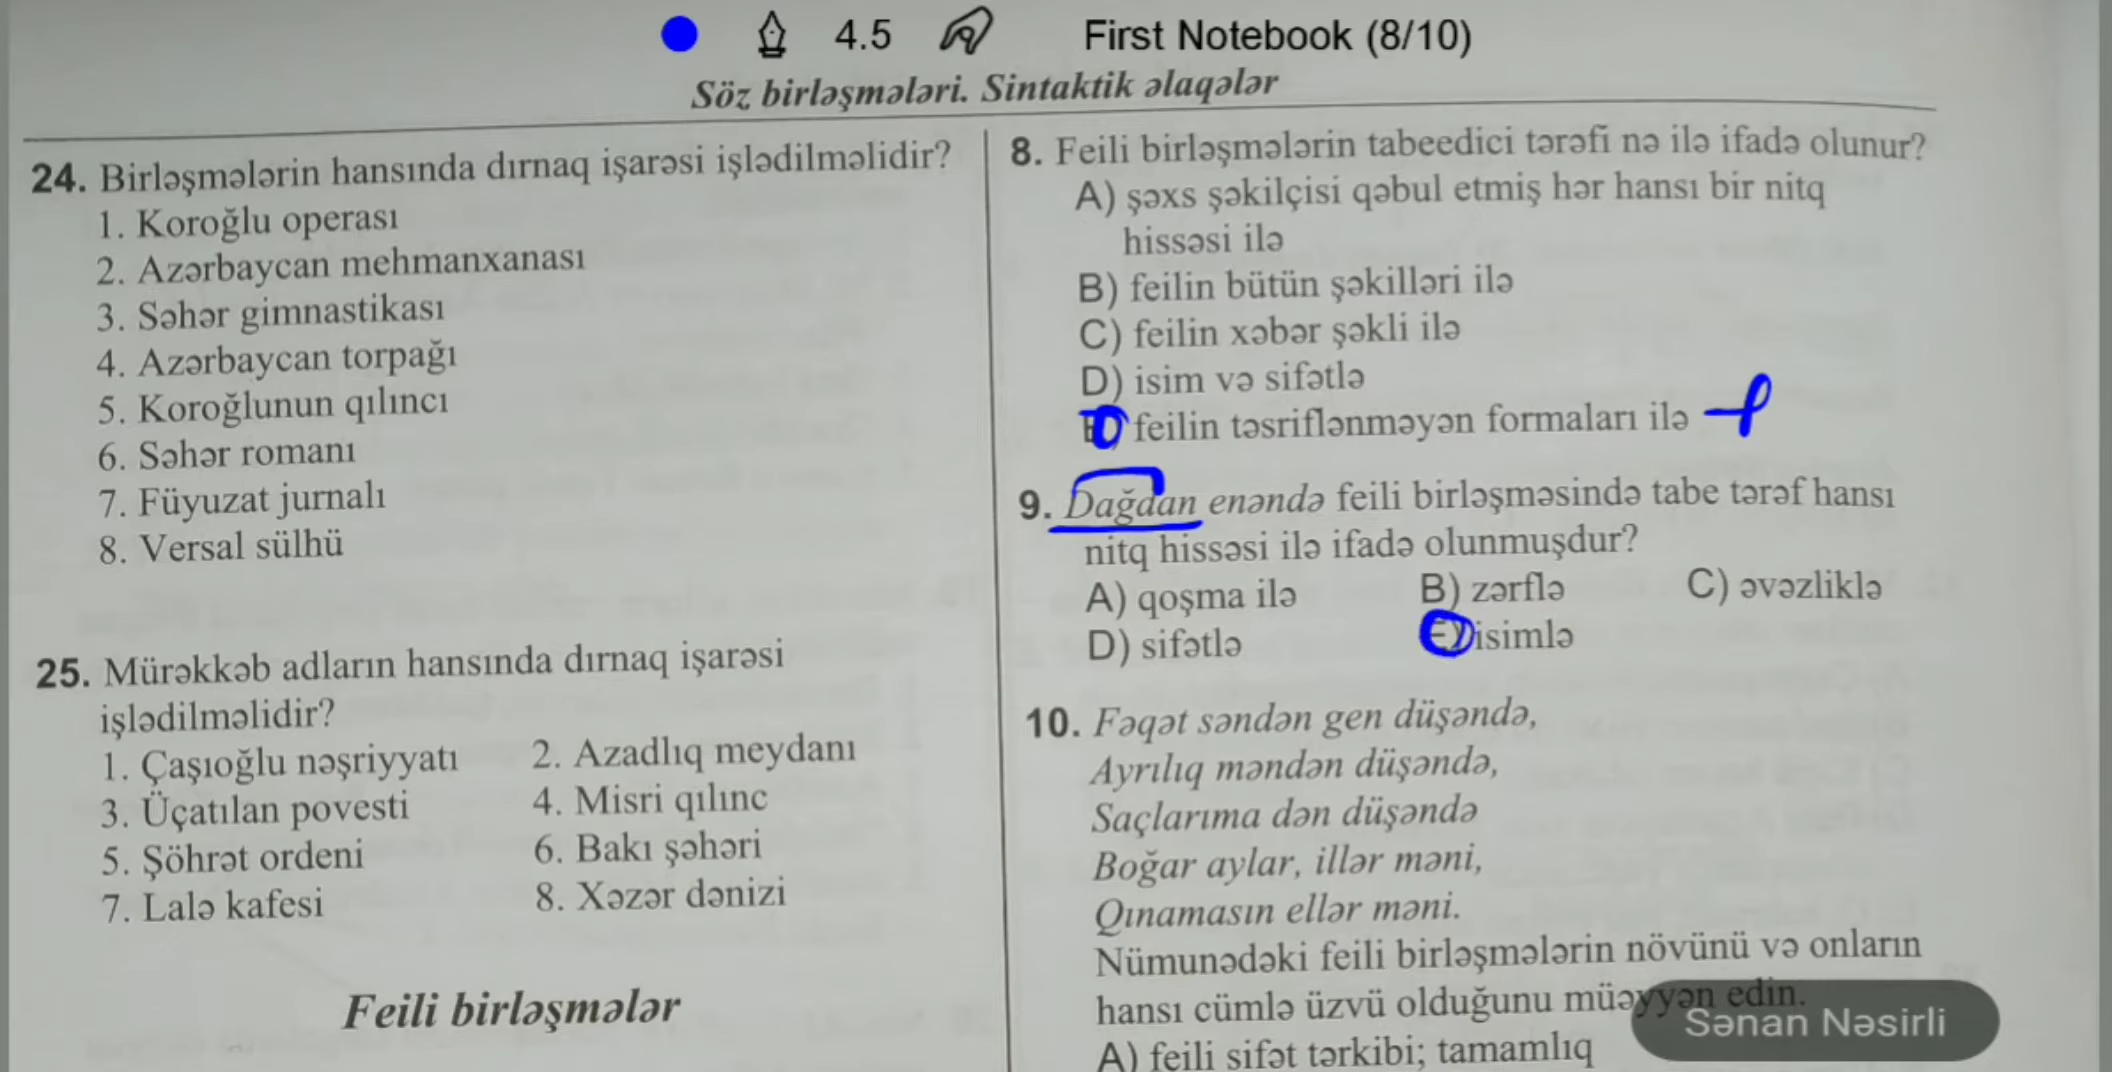 4.5 First Notebook (8/10)
Söz birləşmələri. Sintaktik əlaqələr
24. Birləşmələrin hansında dırnaq işarəsi işlədilməlidir?
1. Koroğlu operası
2. Azərbaycan mehmanxanası
3. Səhər gimnastikası
4. Azərbaycan torpağı
5. Koroğlunun qılıncı
6. Səhər romanı
7. Füyuzat jurnalı
8. Versal sülhü
25. Mürəkkəb adların hansında dırnaq işarəsi
işlədilməlidir?
1. Çaşıoğlu nəşriyyatı 2. Azadlıq meydanı
3. Üçatılan povesti 4. Misri qılınc
5. Şöhrət ordeni 6. Bakı şəhəri
7. Lalə kafesi 8. Xəzər dənizi
Feili birləşmələr
8. Feili birləşmələrin tabeedici tərəfi nə ilə ifadə olunur?
A) şəxs şəkilçisi qəbul etmiş hər hansı bir nitq
hissəsi ilə
B) feilin bütün şəkilləri ilə
C) feilin xəbər şəkli ilə
D) isim və sifətlə
E) feilin təsriflənməyən formaları ilə
9. Dağdan enəndə feili birləşməsində tabe tərəf hansı
nitq hissəsi ilə ifadə olunmuşdur?
A) qoşma ilə B) zərflə C) əvəzliklə
D) sifətlə E) isimlə
10. Fəqət səndən gen düşəndə,
Ayrılıq məndən düşəndə,
Saçlarıma dən düşəndə
Boğar aylar, illər məni,
Qınamasın ellər məni.
Nümunədəki feili birləşmələrin növünü və onların
hansı cümlə üzvü olduğunu müəyyən edin.
A) feili sifət tərkibi; tamamlıq
Sənan Nəsirli